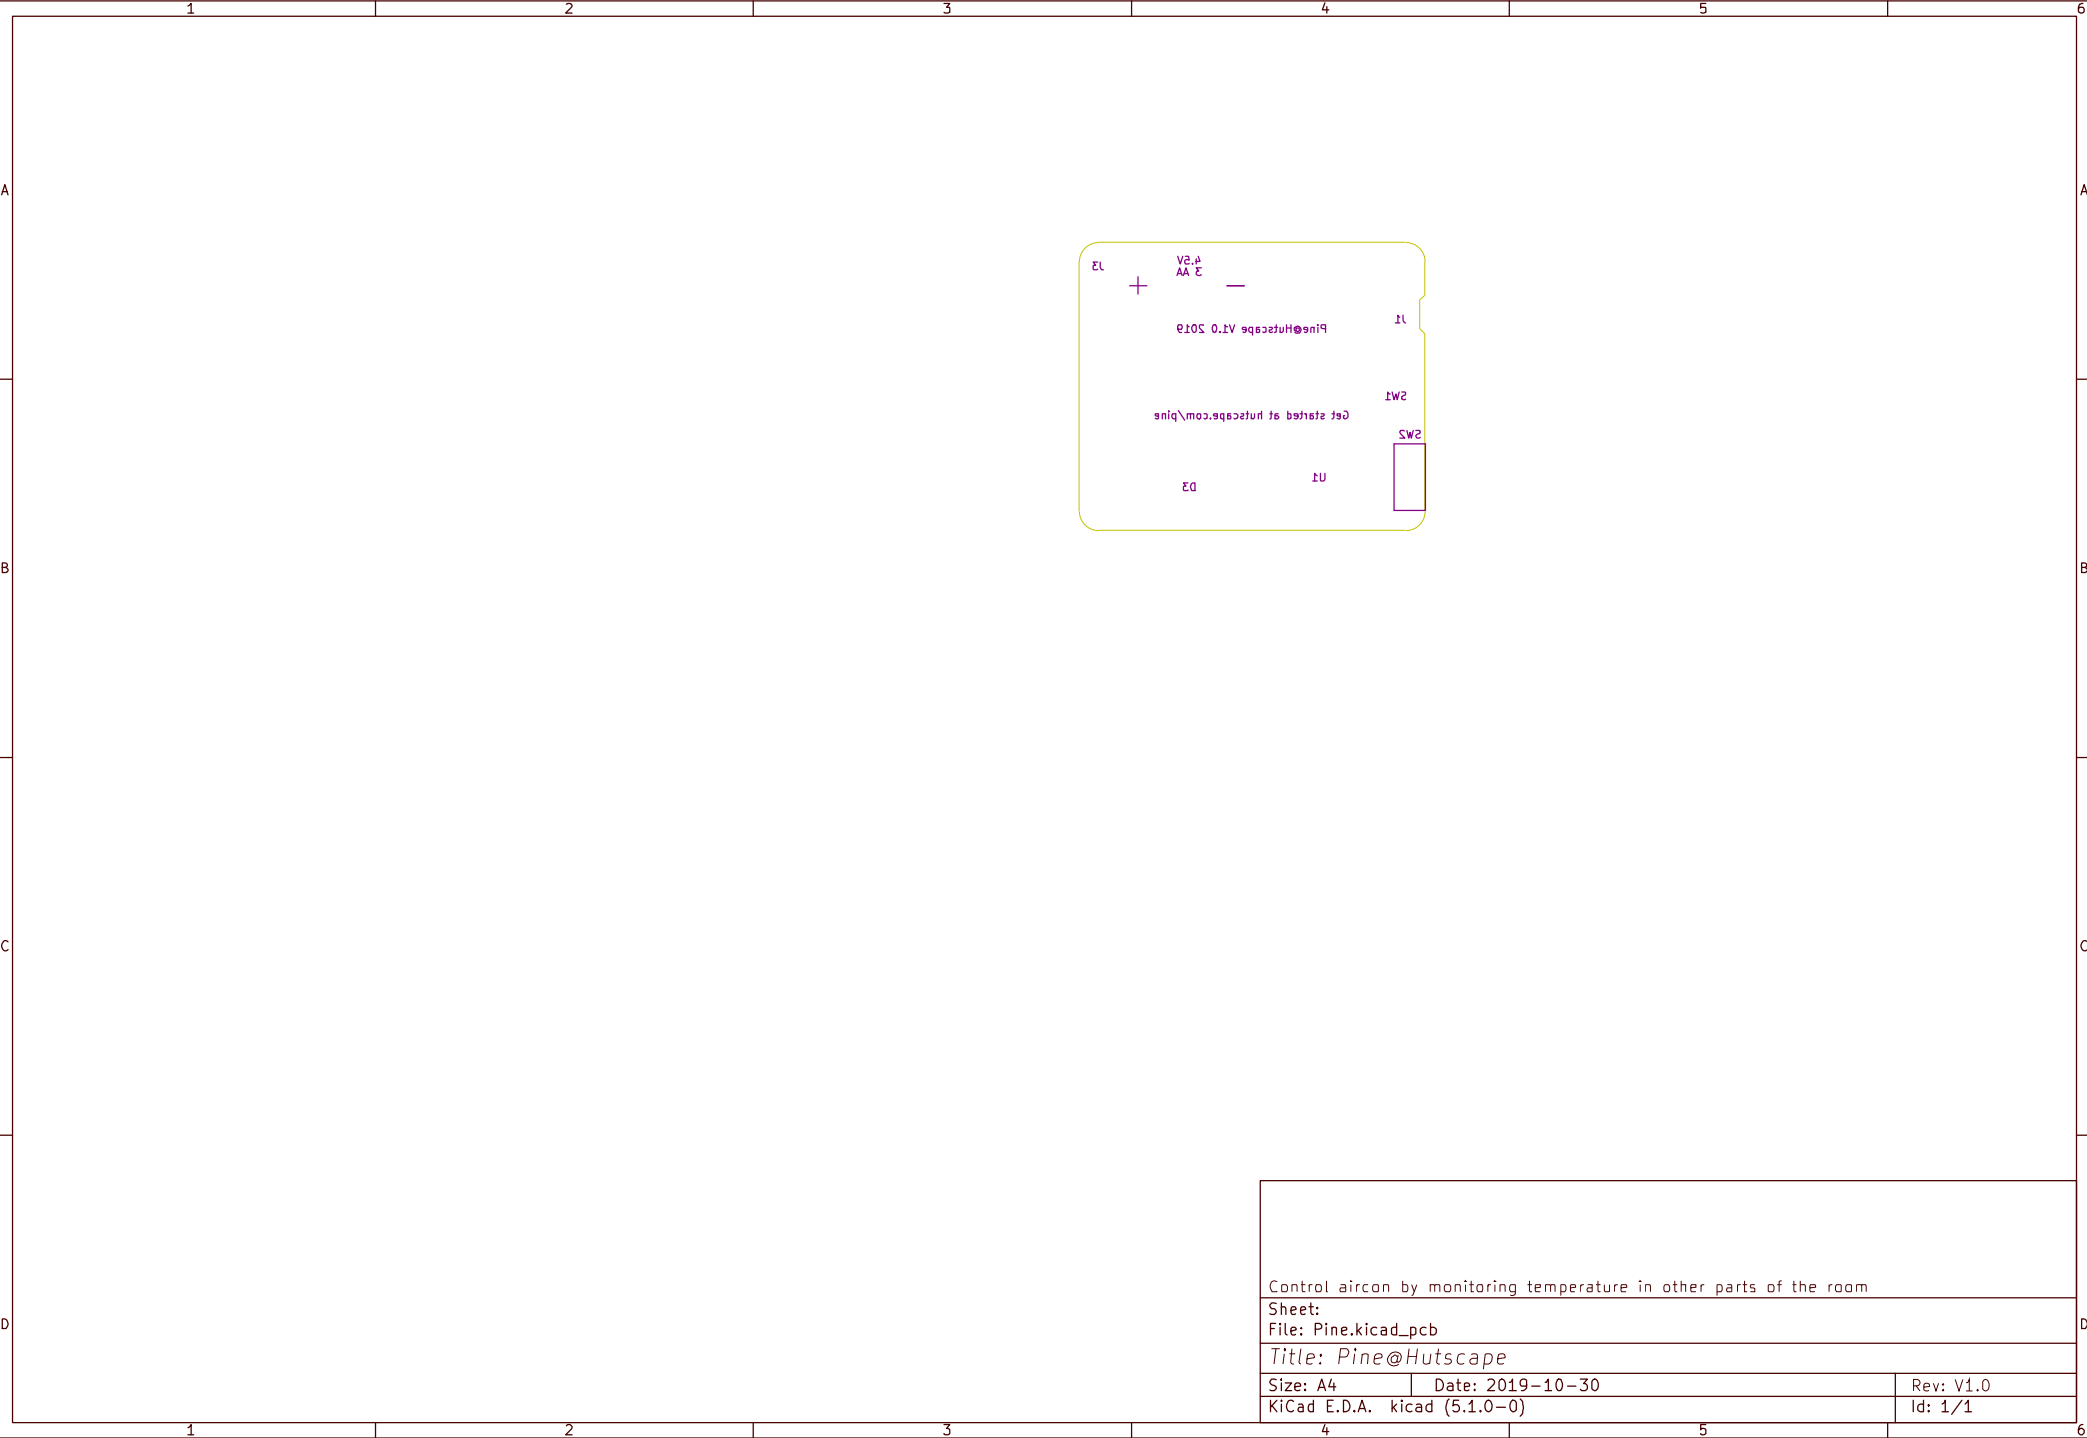 1 2 3 4 5 6
A A
J3
4.5V
3 AA
+ −
J1
Pine@Hutscape V1.0 2019
SW1
Get started at hutscape.com/pine
SW2
U1
D3
B B
C C
Control aircon by monitoring temperature in other parts of the room
Sheet:
File: Pine.kicad_pcb
D D
Title: Pine@Hutscape
Size: A4 Date: 2019-10-30 Rev: V1.0
KiCad E.D.A. kicad (5.1.0-0) Id: 1/1
1 2 3 4 5 6